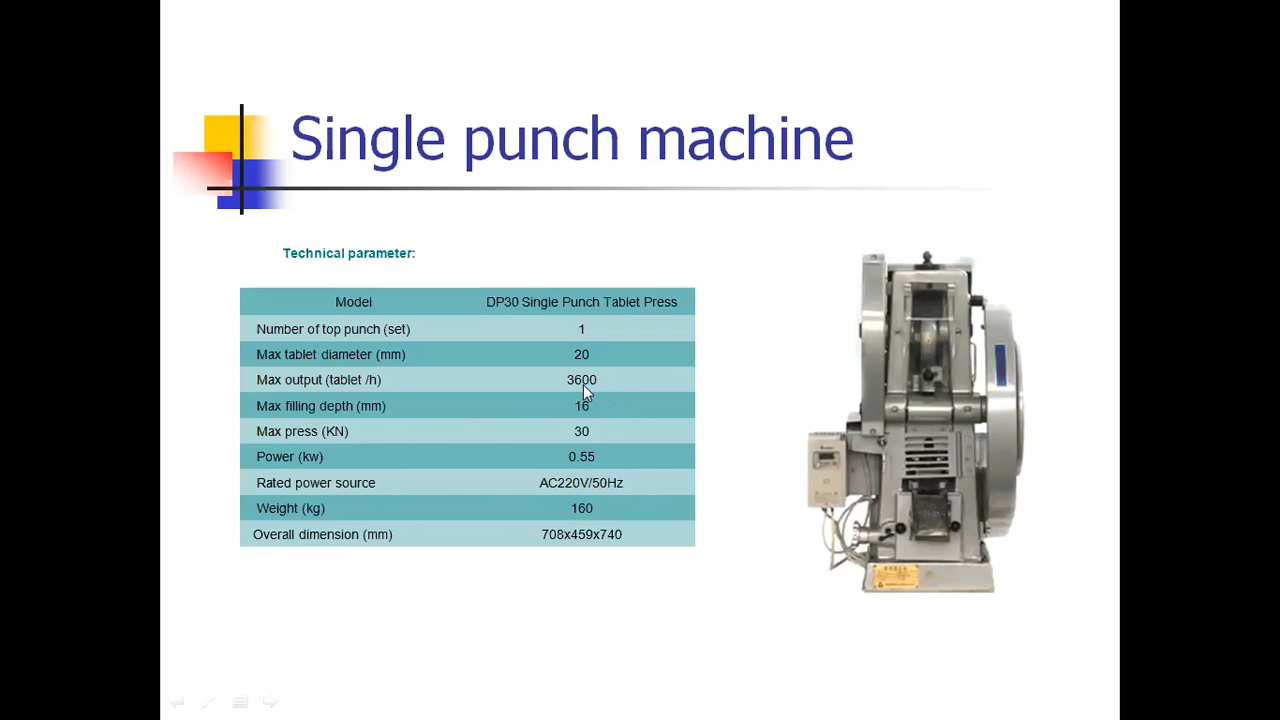 Single punch machine
Technical parameter:
Model DP30 Single Punch Tablet Press
Number of top punch (set) 1
Max tablet diameter (mm) 20
Max output (tablet /h) 3600
Max filling depth (mm) 16
Max press (KN) 30
Power (kw) 0.55
Rated power source AC220V/50Hz
Weight (kg) 160
Overall dimension (mm) 708x459x740